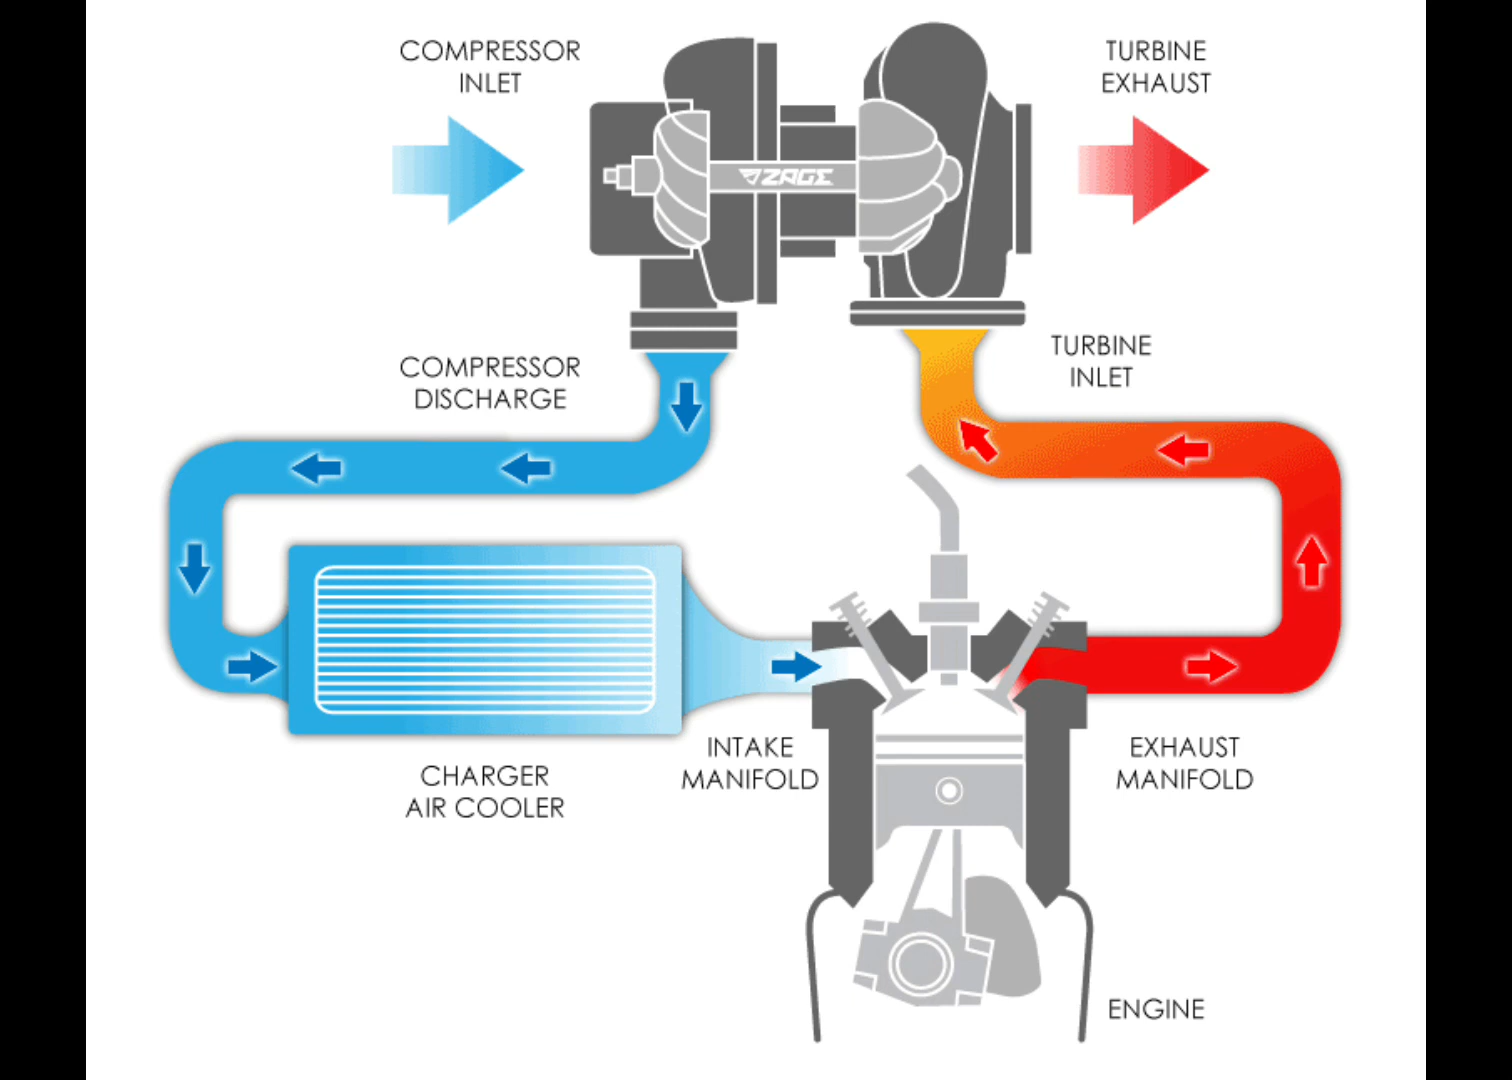 COMPRESSOR
INLET
TURBINE
EXHAUST
ZAGE
COMPRESSOR
DISCHARGE
TURBINE
INLET
CHARGER
AIR COOLER
INTAKE
MANIFOLD
EXHAUST
MANIFOLD
ENGINE